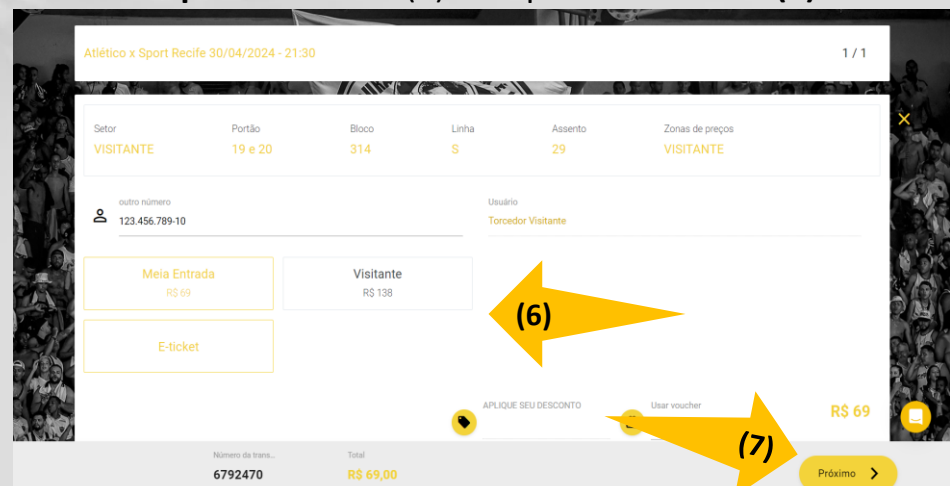 Atlético x Sport Recife 30/04/2024 - 21:30 1 / 1
Setor Portão Bloco Linha Assento Zonas de preços
VISITANTE 19 e 20 314 S 29 VISITANTE
outro número Usuário
123.456.789-10 Torcedor Visitante
Meia Entrada Visitante
R$ 69 R$ 138
(6)
E-ticket
APLIQUE SEU DESCONTO Usar voucher R$ 69
(7)
Número da trans... Total
6792470 R$ 69,00 Próximo